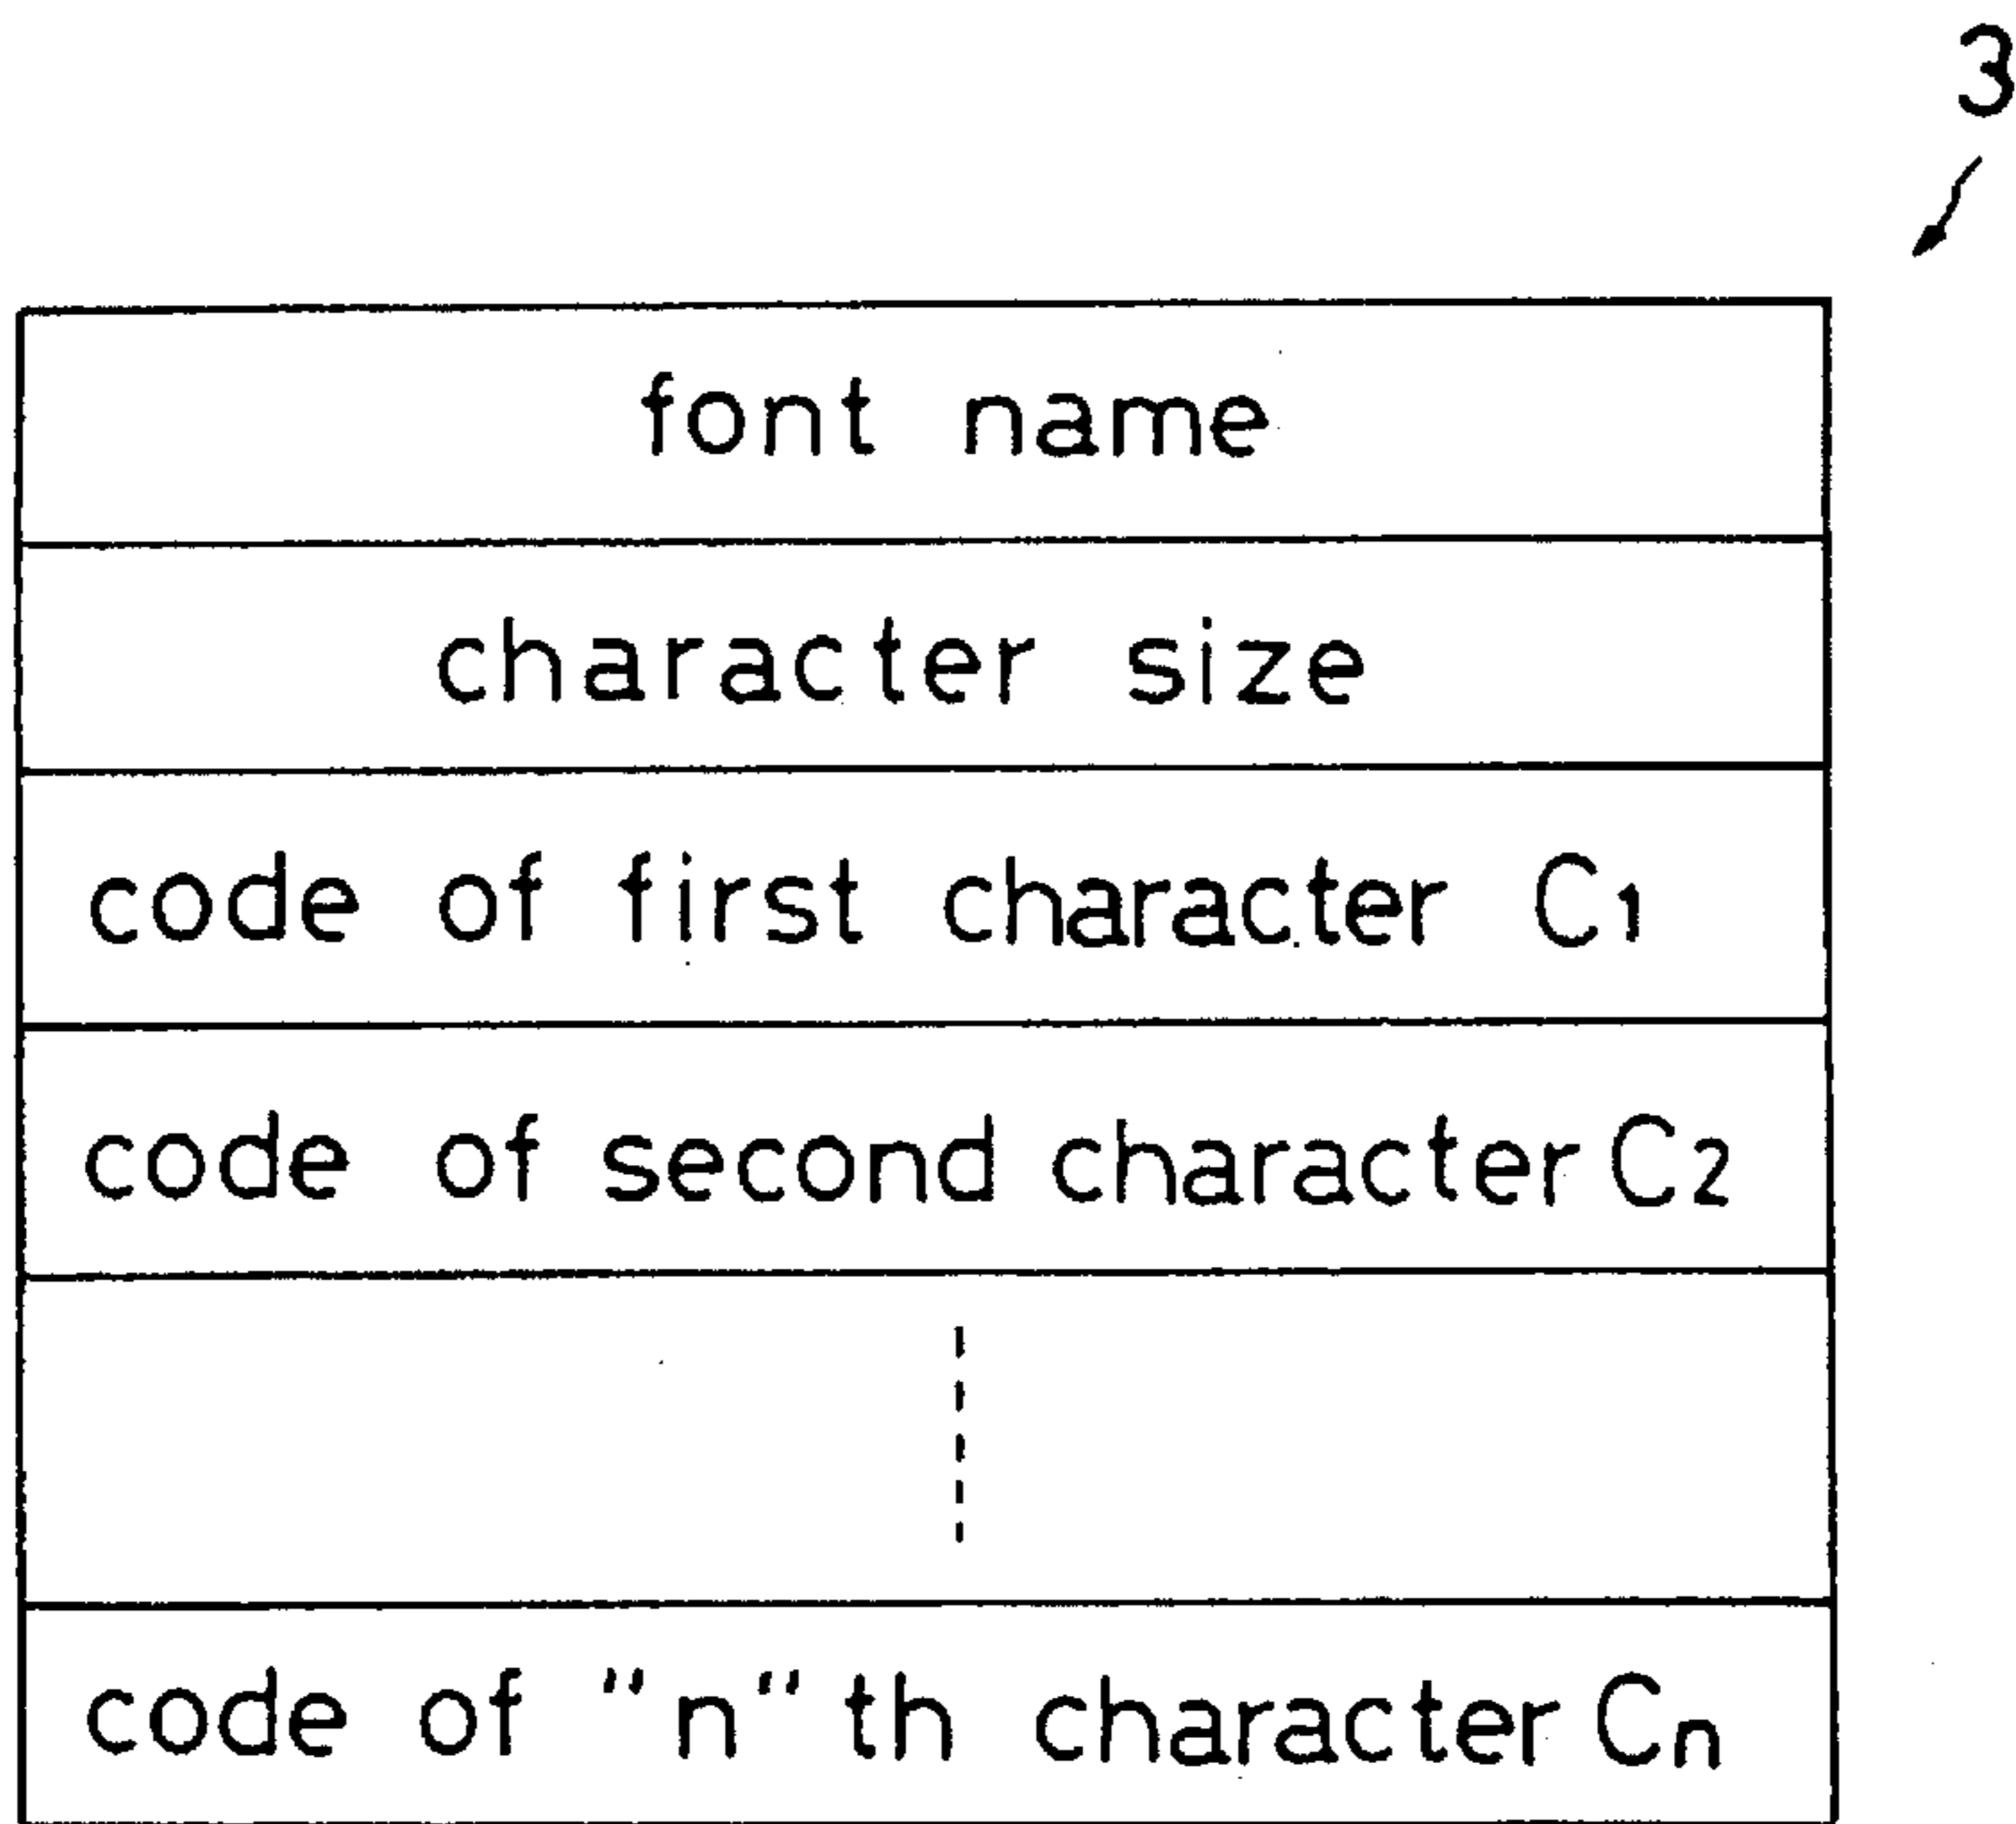 3
font name
character size
code of first character C1
code of second character C2
code of "n"th character Cn